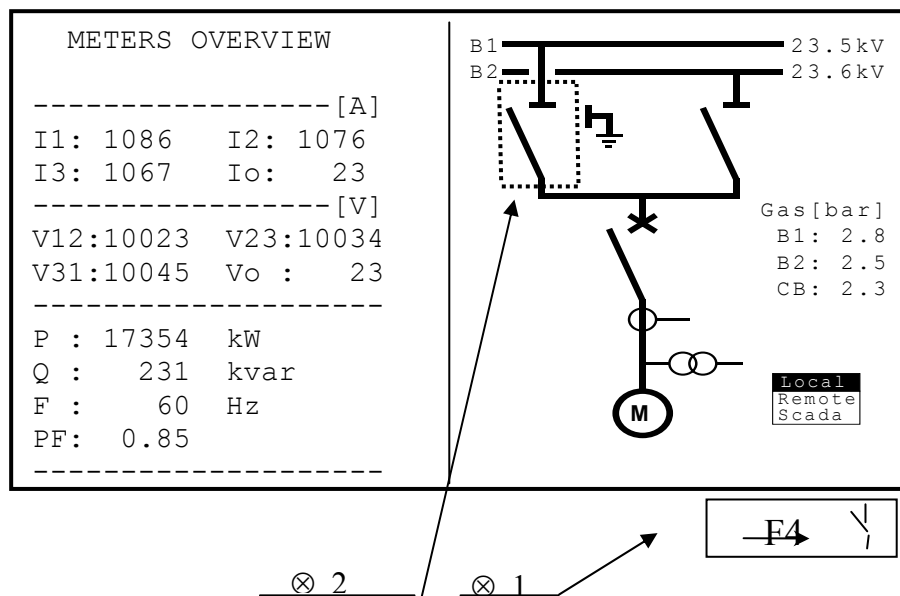 METERS OVERVIEW
-----------------[A]
I1: 1086 I2: 1076
I3: 1067 Io: 23
-----------------[V]
V12:10023 V23:10034
V31:10045 Vo : 23
--------------------
P : 17354 kW
Q : 231 kvar
F : 60 Hz
PF: 0.85
--------------------
B1 23.5kV
B2 23.6kV
Gas[bar]
B1: 2.8
B2: 2.5
CB: 2.3
Local
Remote
Scada
M
F4
⊗ 2 ⊗ 1